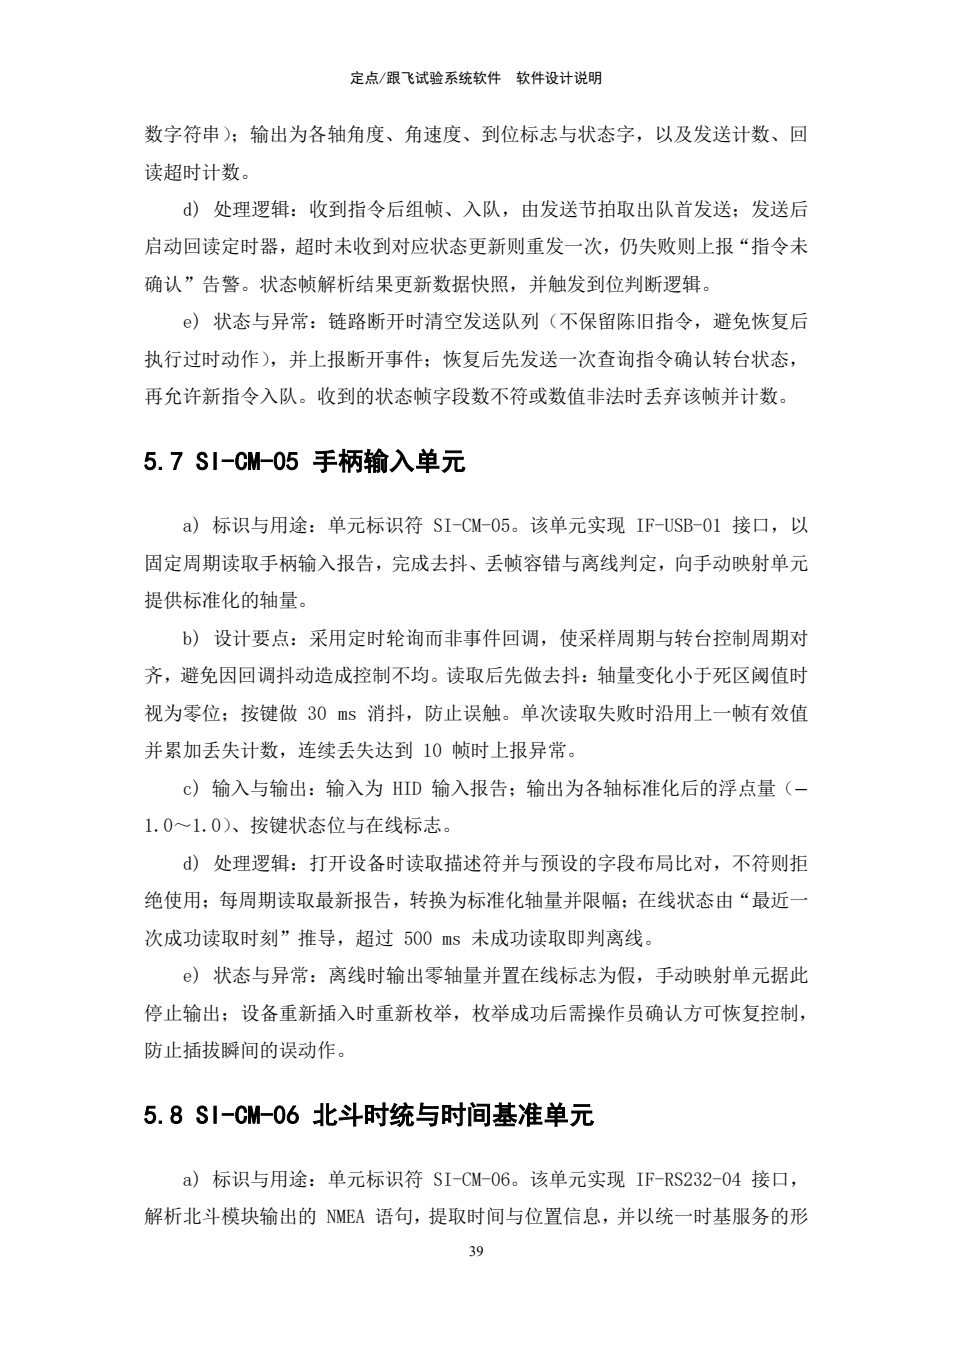 定点/跟飞试验系统软件　软件设计说明
数字符串）；输出为各轴角度、角速度、到位标志与状态字，以及发送计数、回
读超时计数。
d）处理逻辑：收到指令后组帧、入队，由发送节拍取出队首发送；发送后
启动回读定时器，超时未收到对应状态更新则重发一次，仍失败则上报“指令未
确认”告警。状态帧解析结果更新数据快照，并触发到位判断逻辑。
e）状态与异常：链路断开时清空发送队列（不保留陈旧指令，避免恢复后
执行过时动作），并上报断开事件；恢复后先发送一次查询指令确认转台状态，
再允许新指令入队。收到的状态帧字段数不符或数值非法时丢弃该帧并计数。
5.7 SI-CM-05 手柄输入单元
a）标识与用途：单元标识符 SI-CM-05。该单元实现 IF-USB-01 接口，以
固定周期读取手柄输入报告，完成去抖、丢帧容错与离线判定，向手动映射单元
提供标准化的轴量。
b）设计要点：采用定时轮询而非事件回调，使采样周期与转台控制周期对
齐，避免因回调抖动造成控制不均。读取后先做去抖：轴量变化小于死区阈值时
视为零位；按键做 30 ms 消抖，防止误触。单次读取失败时沿用上一帧有效值
并累加丢失计数，连续丢失达到 10 帧时上报异常。
c）输入与输出：输入为 HID 输入报告；输出为各轴标准化后的浮点量（−
1.0～1.0）、按键状态位与在线标志。
d）处理逻辑：打开设备时读取描述符并与预设的字段布局比对，不符则拒
绝使用；每周期读取最新报告，转换为标准化轴量并限幅；在线状态由“最近一
次成功读取时刻”推导，超过 500 ms 未成功读取即判离线。
e）状态与异常：离线时输出零轴量并置在线标志为假，手动映射单元据此
停止输出；设备重新插入时重新枚举，枚举成功后需操作员确认方可恢复控制，
防止插拔瞬间的误动作。
5.8 SI-CM-06 北斗时统与时间基准单元
a）标识与用途：单元标识符 SI-CM-06。该单元实现 IF-RS232-04 接口，
解析北斗模块输出的 NMEA 语句，提取时间与位置信息，并以统一时基服务的形
39